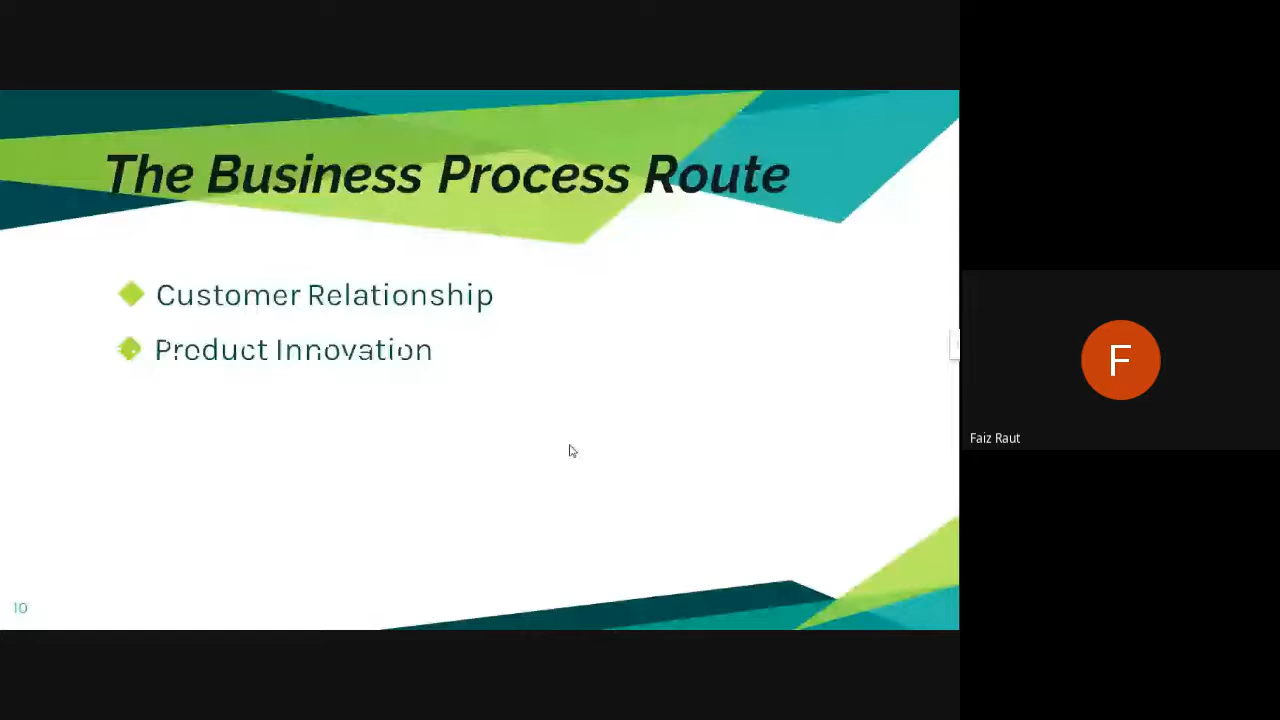 The Business Process Route
Customer Relationship
Product Innovation
10
F
Faiz Raut